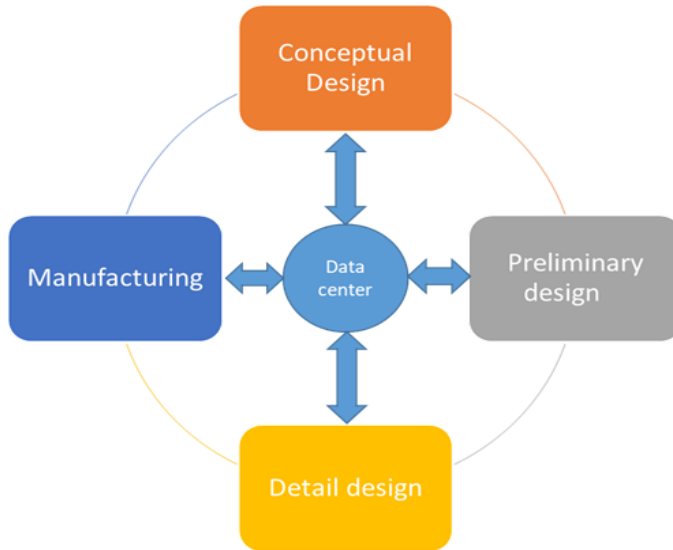 Conceptual
Design
Manufacturing
Data
center
Preliminary
design
Detail design